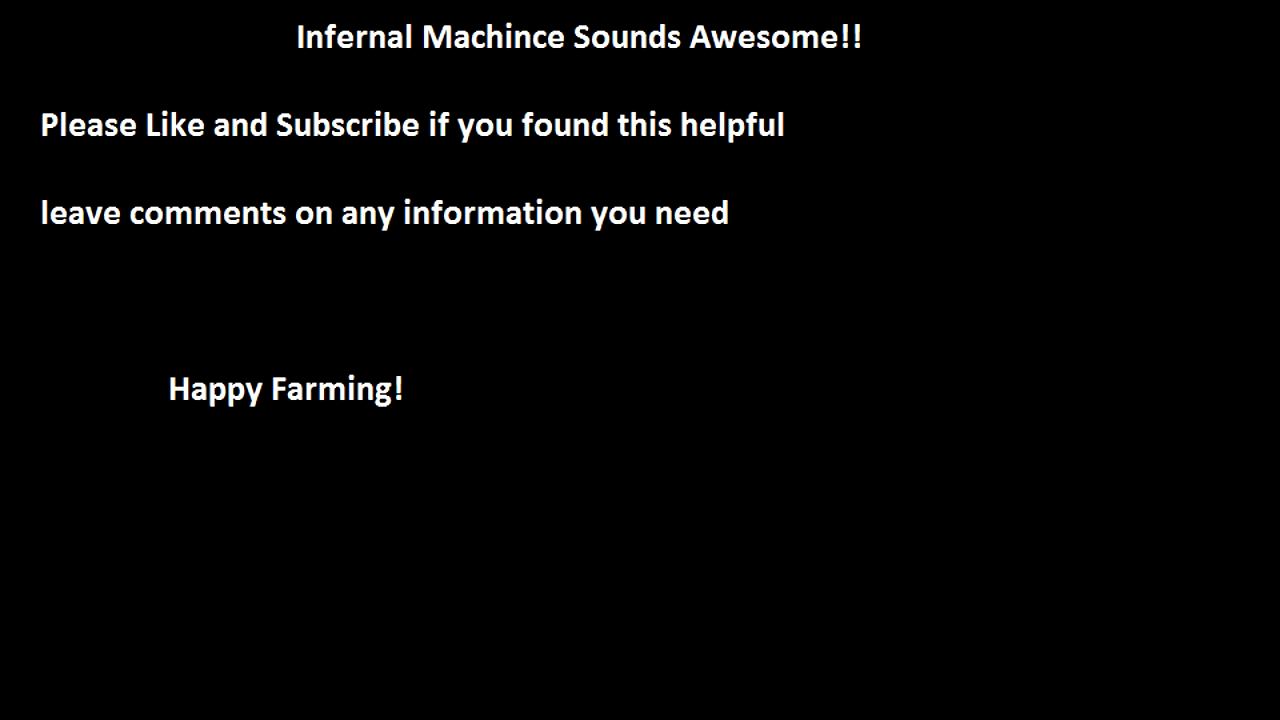 Infernal Machince Sounds Awesome!!
Please Like and Subscribe if you found this helpful
leave comments on any information you need
Happy Farming!